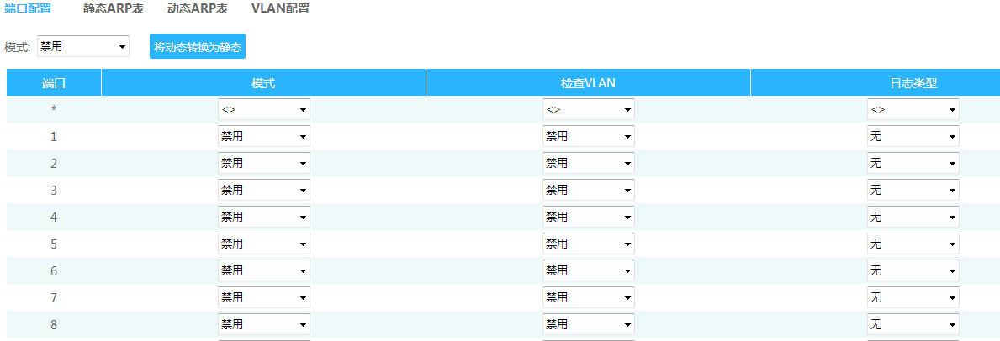 端口配置 静态ARP表 动态ARP表 VLAN配置
模式: 禁用 将动态转换为静态
端口 模式 检查VLAN 日志类型
* <> <> <>
1 禁用 禁用 无
2 禁用 禁用 无
3 禁用 禁用 无
4 禁用 禁用 无
5 禁用 禁用 无
6 禁用 禁用 无
7 禁用 禁用 无
8 禁用 禁用 无